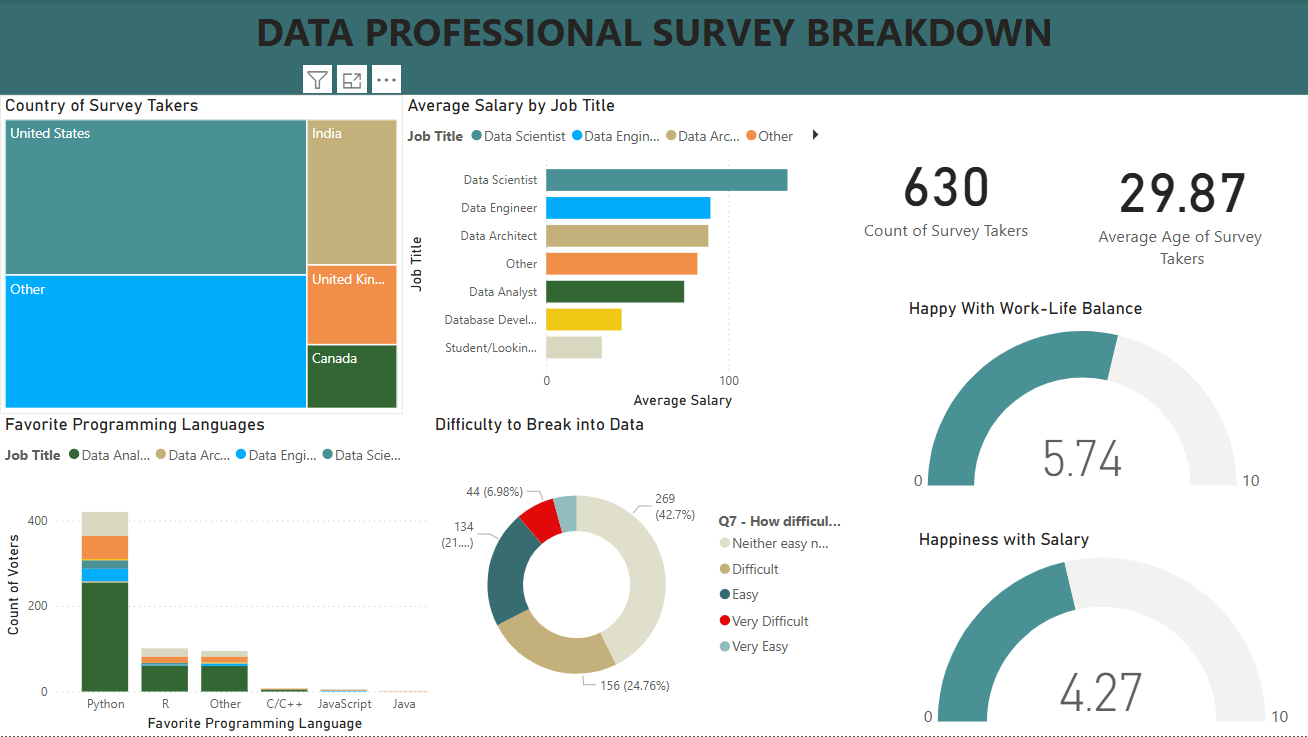 DATA PROFESSIONAL SURVEY BREAKDOWN
Country of Survey Takers
United States
India
Other
United Kin...
Canada
Average Salary by Job Title
Job Title Data Scientist Data Engin... Data Arc... Other
Job Title
Data Scientist
Data Engineer
Data Architect
Other
Data Analyst
Database Devel...
Student/Lookin...
0 100
Average Salary
630
Count of Survey Takers
29.87
Average Age of Survey
Takers
Happy With Work-Life Balance
5.74
0 10
Favorite Programming Languages
Job Title Data Anal... Data Arc... Data Engi... Data Scie...
Count of Voters
400
200
0
Python R Other C/C++ JavaScript Java
Favorite Programming Language
Difficulty to Break into Data
44 (6.98%)
269
(42.7%)
134
(21....)
156 (24.76%)
Q7 - How difficul...
Neither easy n...
Difficult
Easy
Very Difficult
Very Easy
Happiness with Salary
4.27
0 10